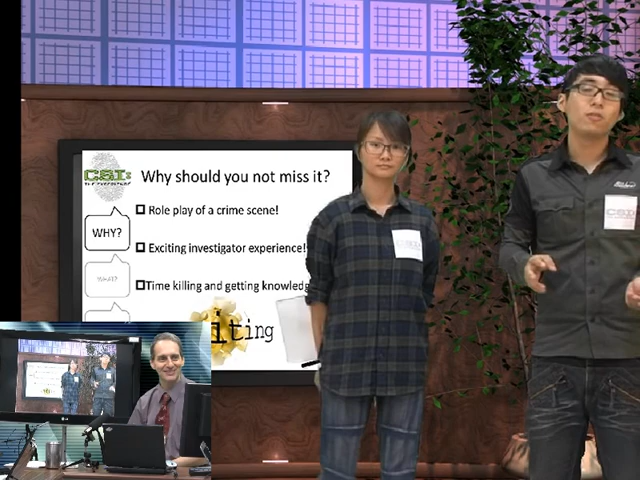 CSI:
Why should you not miss it?
WHY?
Role play of a crime scene!
Exciting investigator experience!
WHAT?
Time killing and getting knowledg
iting
LG